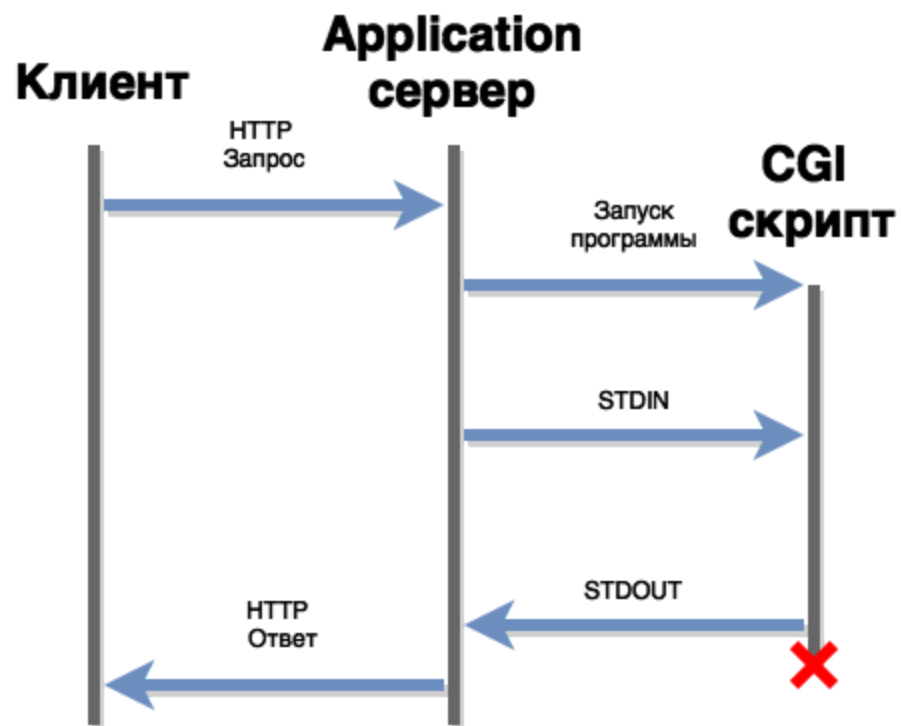 Клиент
Application
сервер
HTTP
Запрос
CGI
скрипт
Запуск
программы
STDIN
STDOUT
HTTP
Ответ